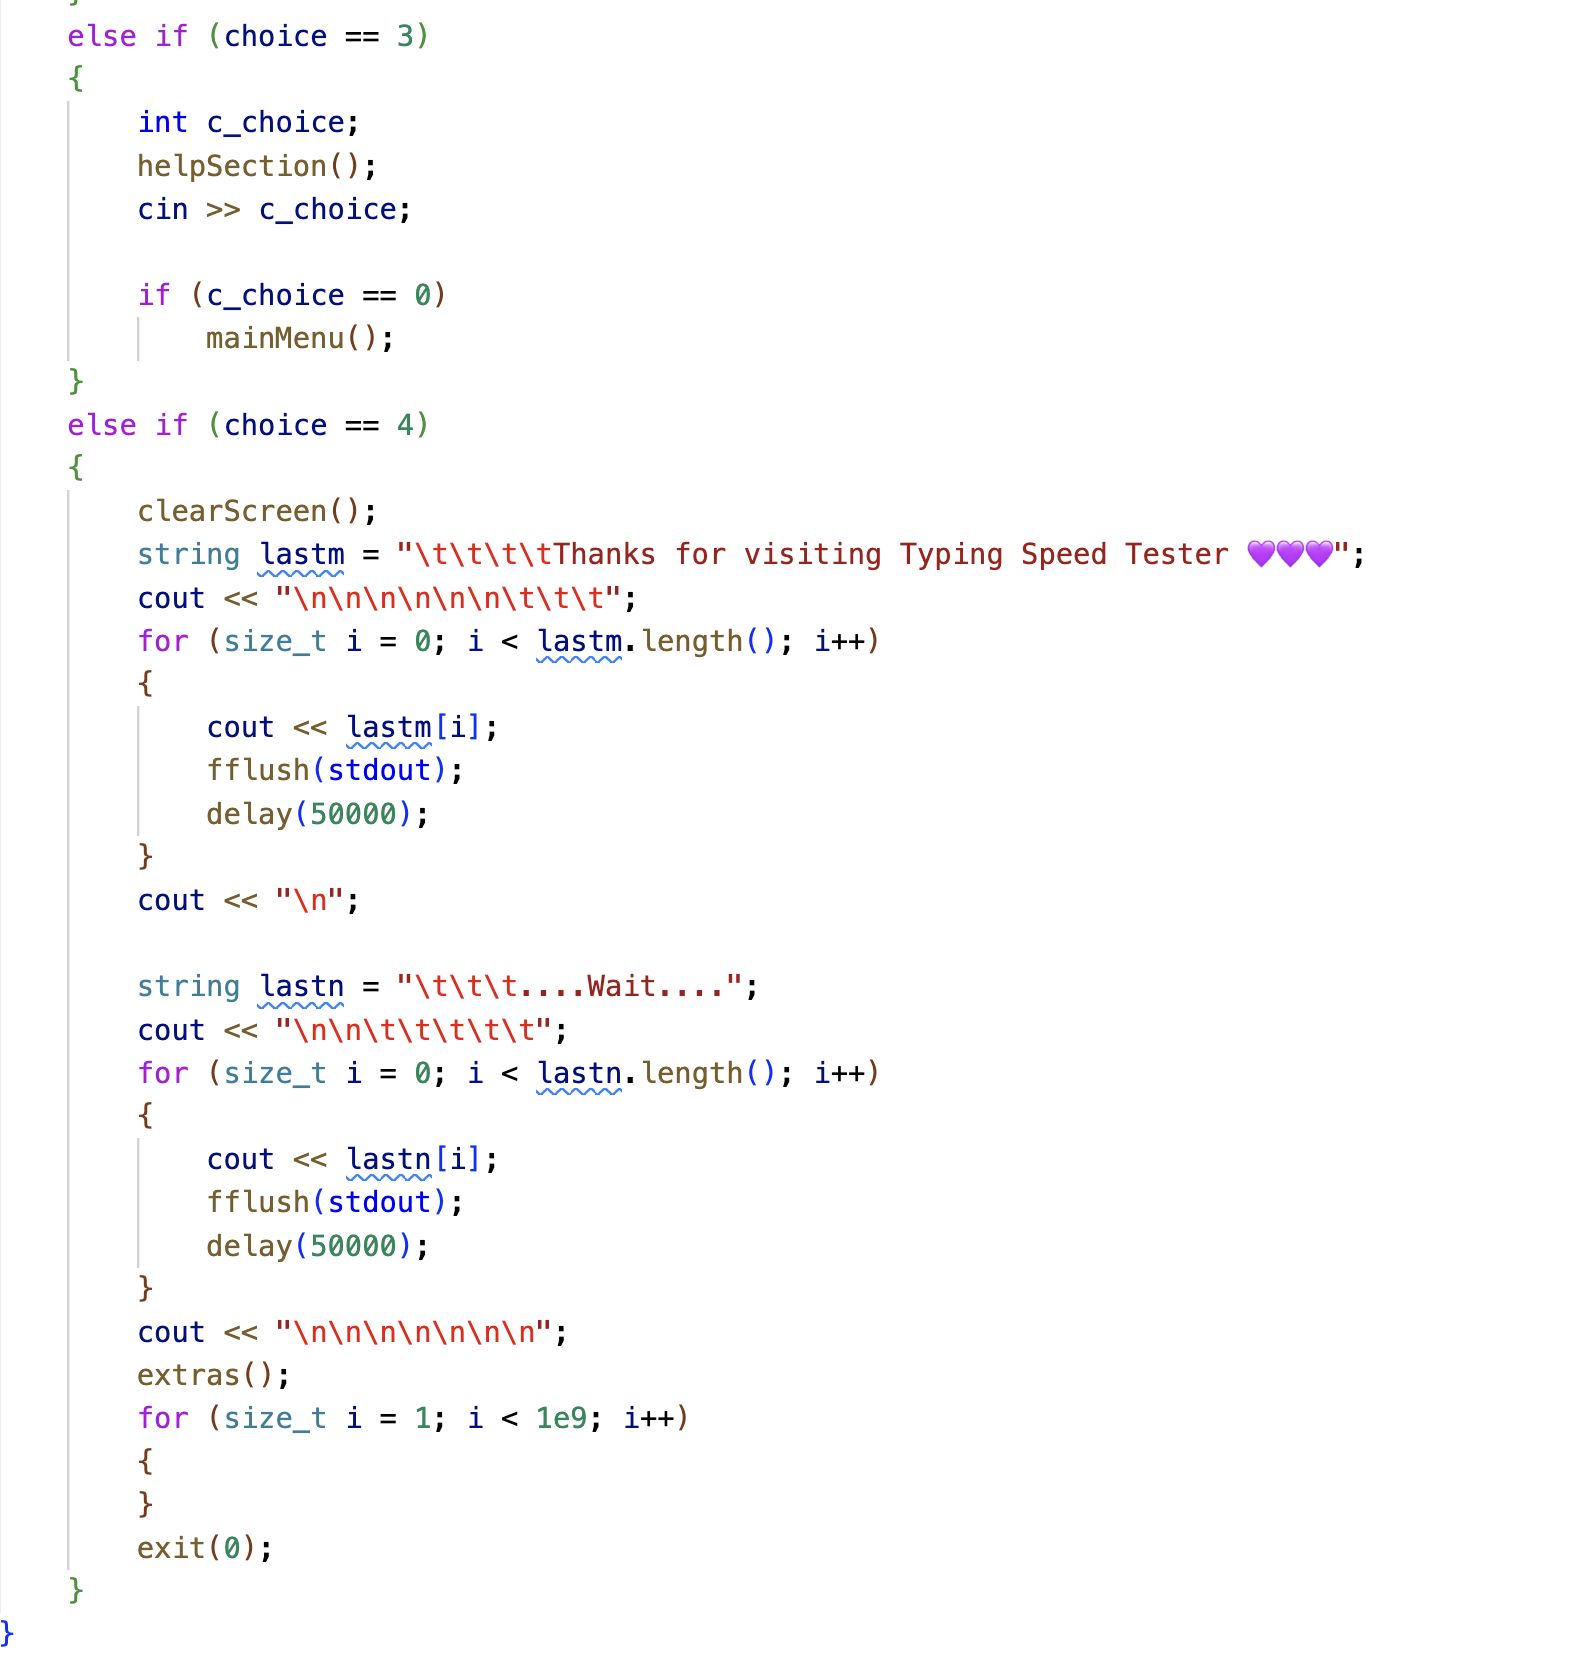 }
else if (choice == 3)
{
int c_choice;
helpSection();
cin >> c_choice;
if (c_choice == 0)
mainMenu();
}
else if (choice == 4)
{
clearScreen();
string lastm = "\t\t\t\tThanks for visiting Typing Speed Tester 💜💜💜";
cout << "\n\n\n\n\n\n\t\t\t";
for (size_t i = 0; i < lastm.length(); i++)
{
cout << lastm[i];
fflush(stdout);
delay(50000);
}
cout << "\n";
string lastn = "\t\t\t....Wait....";
cout << "\n\n\t\t\t\t\t";
for (size_t i = 0; i < lastn.length(); i++)
{
cout << lastn[i];
fflush(stdout);
delay(50000);
}
cout << "\n\n\n\n\n\n\n";
extras();
for (size_t i = 1; i < 1e9; i++)
{
}
exit(0);
}
}